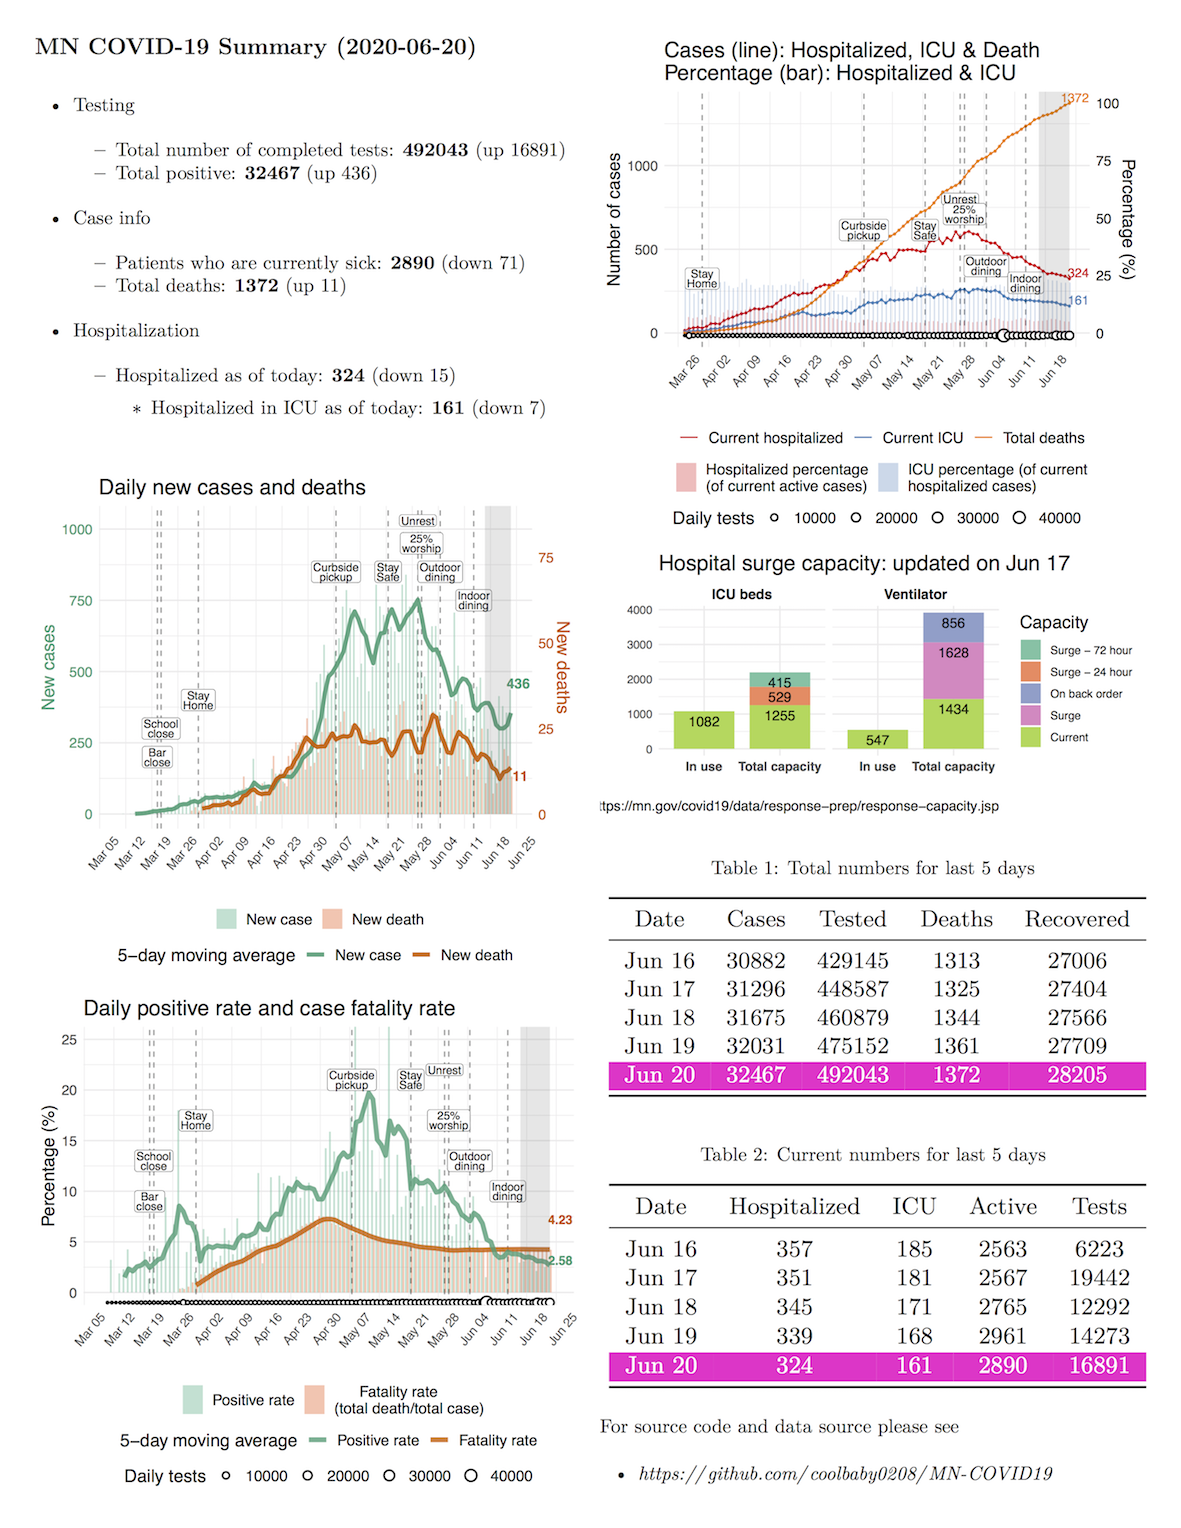 MN COVID-19 Summary (2020-06-20)
• Testing
– Total number of completed tests: 492043 (up 16891)
– Total positive: 32467 (up 436)
• Case info
– Patients who are currently sick: 2890 (down 71)
– Total deaths: 1372 (up 11)
• Hospitalization
– Hospitalized as of today: 324 (down 15)
∗ Hospitalized in ICU as of today: 161 (down 7)
Daily new cases and deaths
New cases
1000
750
500
250
0
New deaths
75
50
25
0
Unrest
25%
worship
Curbside
pickup
Stay
Safe
Outdoor
dining
Indoor
dining
Stay
Home
School
close
Bar
close
436
11
Mar 05
Mar 12
Mar 19
Mar 26
Apr 02
Apr 09
Apr 16
Apr 23
Apr 30
May 07
May 14
May 21
May 28
Jun 04
Jun 11
Jun 18
Jun 25
New case
New death
5−day moving average
New case
New death
Daily positive rate and case fatality rate
Percentage (%)
25
20
15
10
5
0
Curbside
pickup
Stay
Safe
Unrest
25%
worship
Stay
Home
School
close
Outdoor
dining
Bar
close
Indoor
dining
4.23
2.58
Mar 05
Mar 12
Mar 19
Mar 26
Apr 02
Apr 09
Apr 16
Apr 23
Apr 30
May 07
May 14
May 21
May 28
Jun 04
Jun 11
Jun 18
Jun 25
Positive rate
Fatality rate
(total death/total case)
5−day moving average
Positive rate
Fatality rate
Daily tests
10000
20000
30000
40000
Cases (line): Hospitalized, ICU & Death
Percentage (bar): Hospitalized & ICU
Number of cases
1000
500
0
Percentage (%)
100
75
50
25
0
1372
324
161
Unrest
25%
worship
Curbside
pickup
Stay
Safe
Stay
Home
Outdoor
dining
Indoor
dining
Mar 26
Apr 02
Apr 09
Apr 16
Apr 23
Apr 30
May 07
May 14
May 21
May 28
Jun 04
Jun 11
Jun 18
Current hospitalized
Current ICU
Total deaths
Hospitalized percentage
(of current active cases)
ICU percentage (of current
hospitalized cases)
Daily tests
10000
20000
30000
40000
Hospital surge capacity: updated on Jun 17
ICU beds
Ventilator
4000
3000
2000
1000
0
1082
415
529
1255
547
856
1628
1434
In use
Total capacity
In use
Total capacity
Capacity
Surge − 72 hour
Surge − 24 hour
On back order
Surge
Current
tps://mn.gov/covid19/data/response−prep/response−capacity.jsp
Table 1: Total numbers for last 5 days
Date Cases Tested Deaths Recovered
Jun 16 30882 429145 1313 27006
Jun 17 31296 448587 1325 27404
Jun 18 31675 460879 1344 27566
Jun 19 32031 475152 1361 27709
Jun 20 32467 492043 1372 28205
Table 2: Current numbers for last 5 days
Date Hospitalized ICU Active Tests
Jun 16 357 185 2563 6223
Jun 17 351 181 2567 19442
Jun 18 345 171 2765 12292
Jun 19 339 168 2961 14273
Jun 20 324 161 2890 16891
For source code and data source please see
• https://github.com/coolbaby0208/MN-COVID19